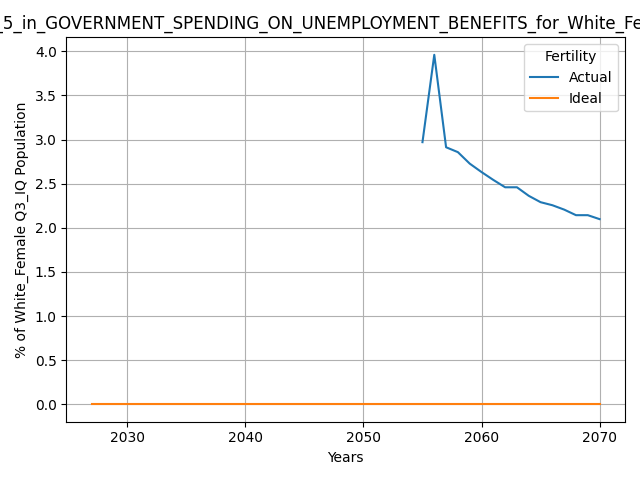 _5_in_GOVERNMENT_SPENDING_ON_UNEMPLOYMENT_BENEFITS_for_White_Fe
4.0
3.5
3.0
2.5
2.0
1.5
1.0
0.5
0.0
% of White_Female Q3_IQ Population
Fertility
Actual
Ideal
2030 2040 2050 2060 2070
Years